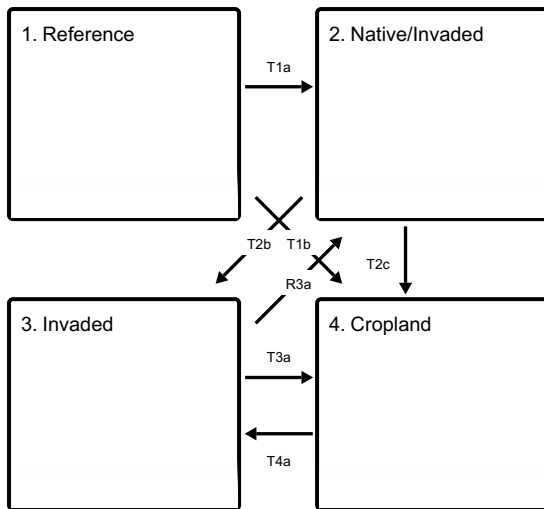 1. Reference
2. Native/Invaded
T1a
T2b
T1b
T2c
R3a
3. Invaded
4. Cropland
T3a
T4a